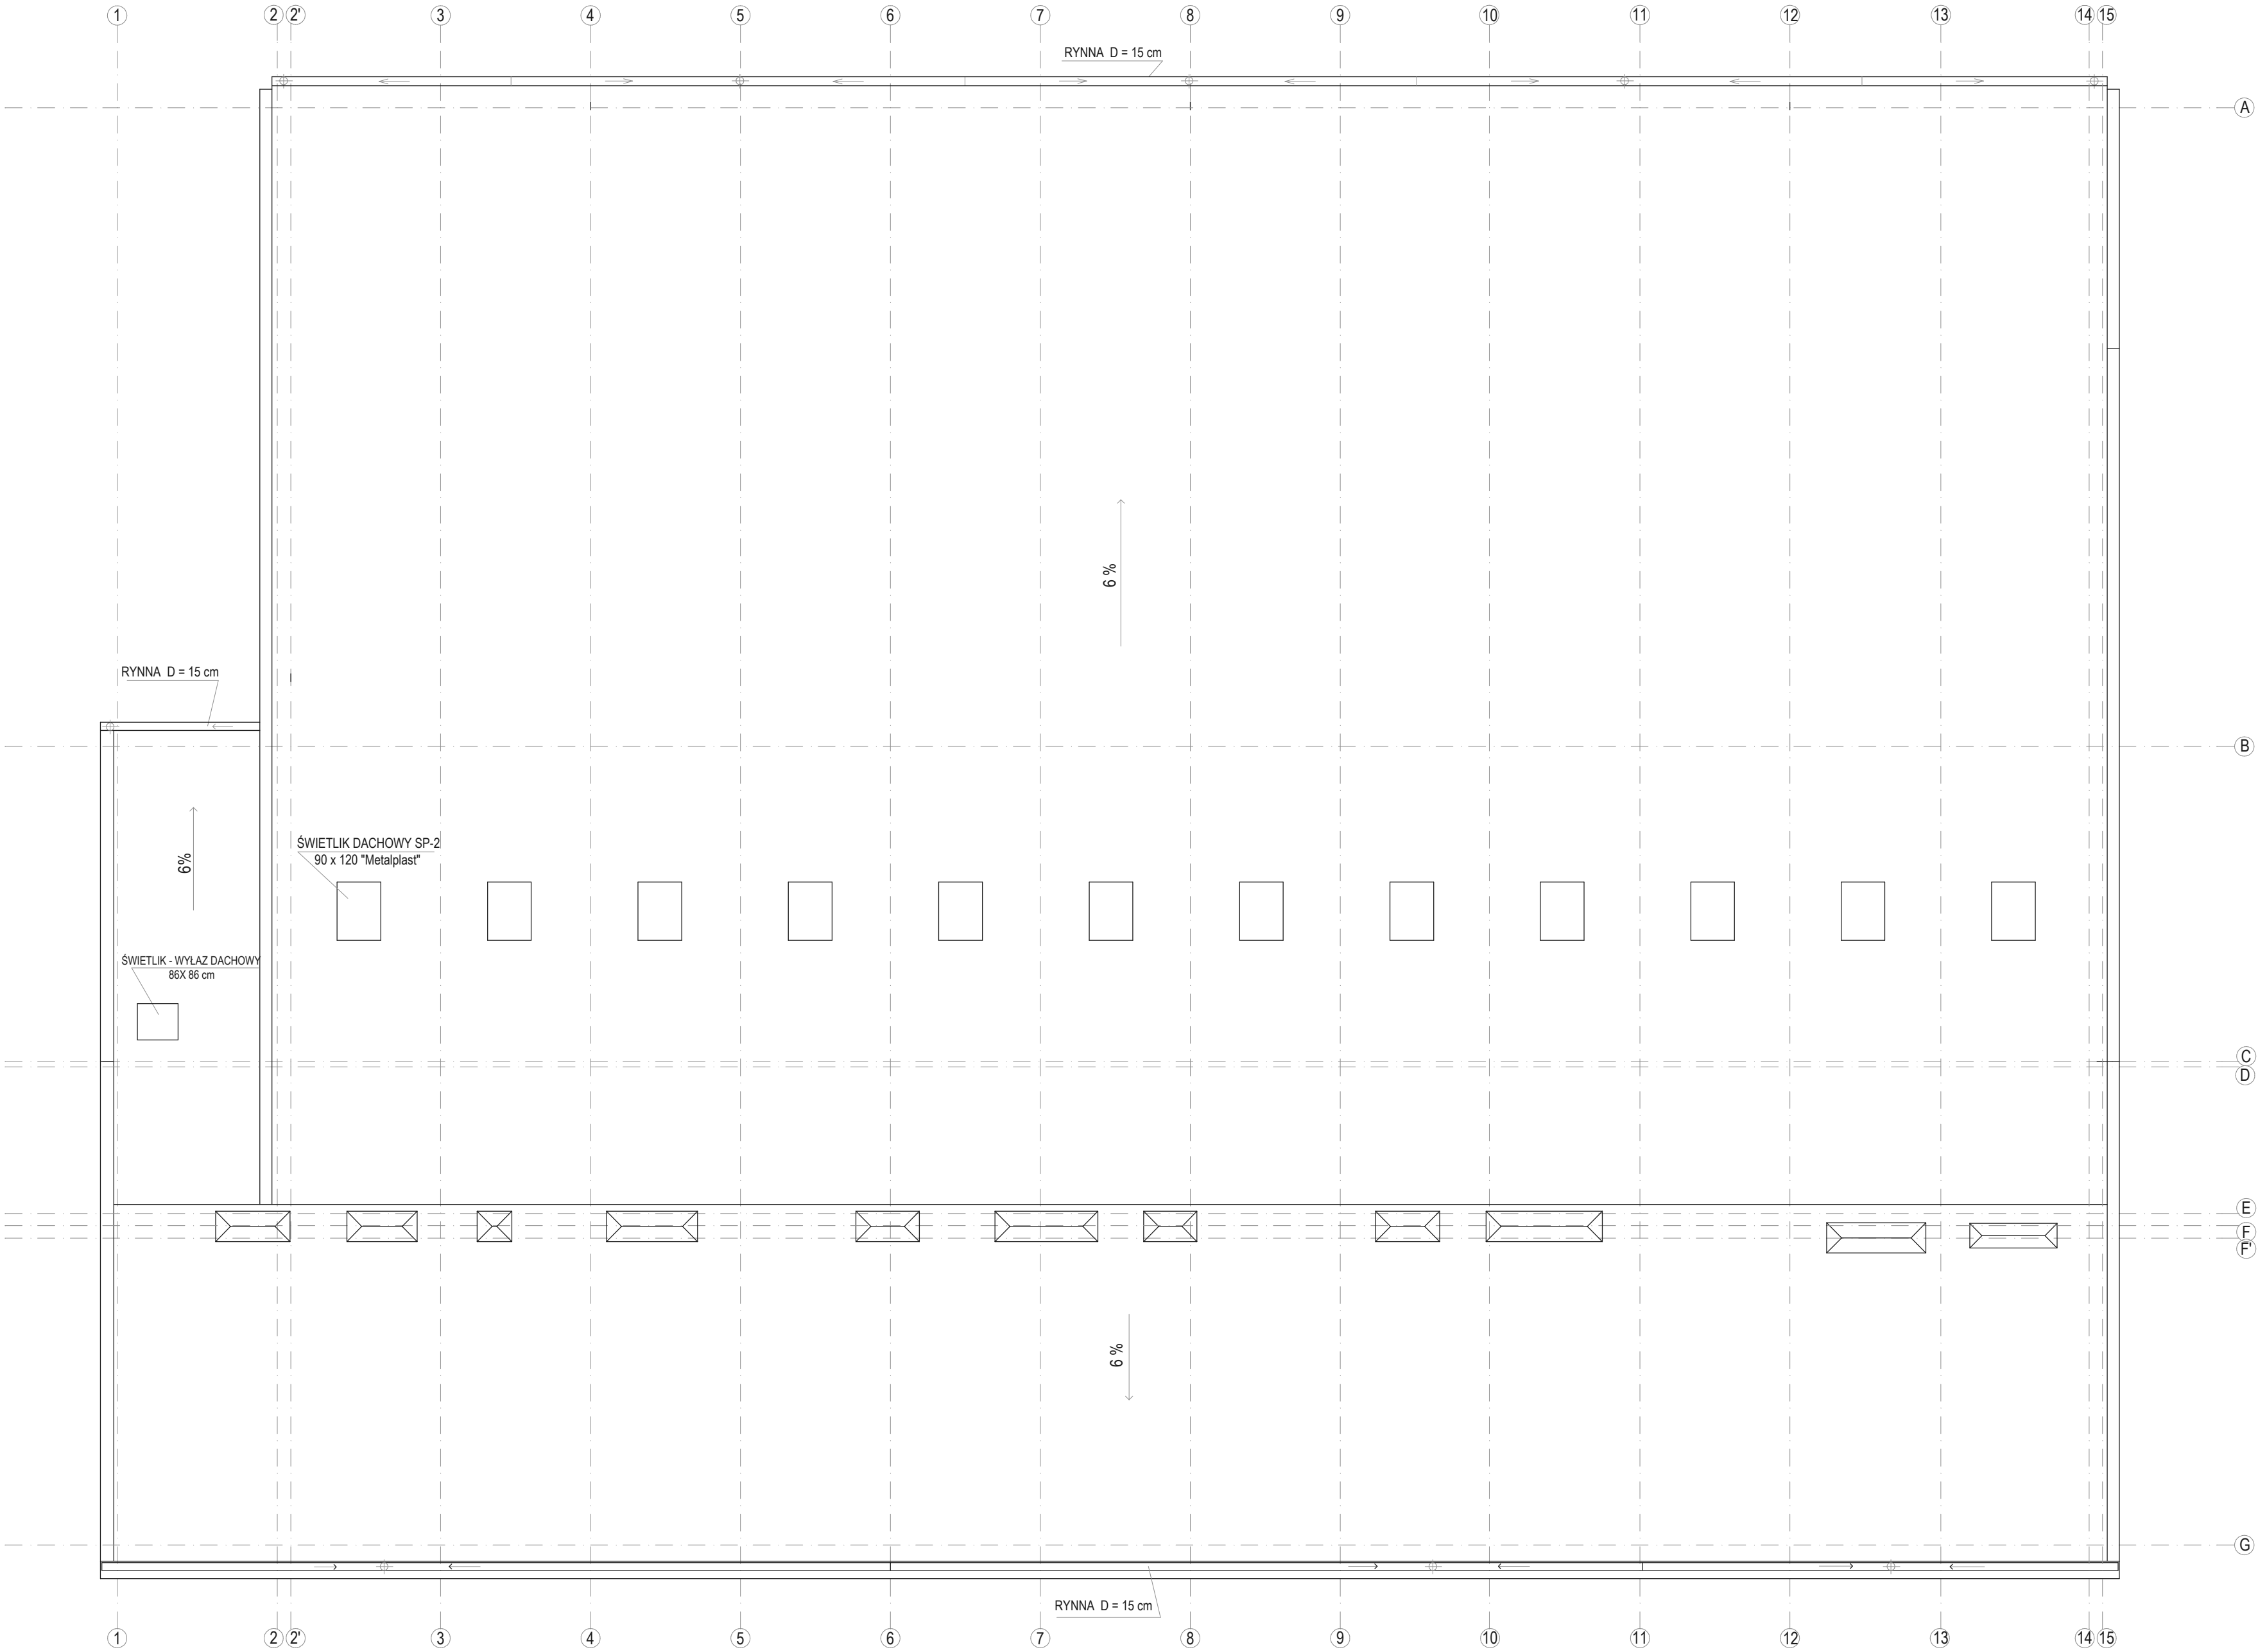 1 2 2' 3 4 5 6 7 8 9 10 11 12 13 14 15
RYNNA D = 15 cm
A
6 %
RYNNA D = 15 cm
B
6%
ŚWIETLIK DACHOWY SP-2
90 x 120 "Metalplast"
ŚWIETLIK - WYŁAZ DACHOWY
86X 86 cm
C
D
E
F
F'
6 %
G
RYNNA D = 15 cm
1 2 2' 3 4 5 6 7 8 9 10 11 12 13 14 15